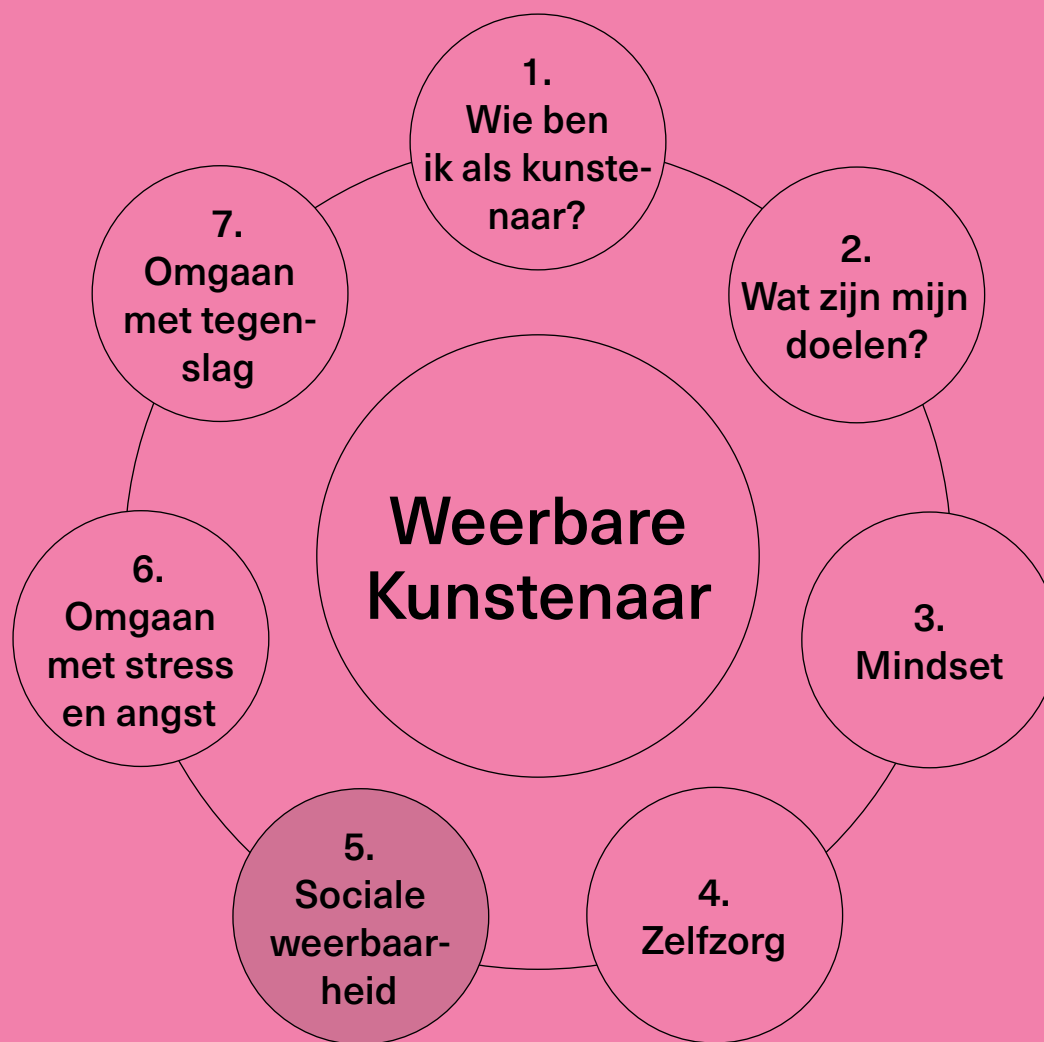 1.
Wie ben
ik als kunste-
naar?
2.
Wat zijn mijn
doelen?
3.
Mindset
4.
Zelfzorg
5.
Sociale
weerbaar-
heid
6.
Omgaan
met stress
en angst
7.
Omgaan
met tegen-
slag
Weerbare
Kunstenaar